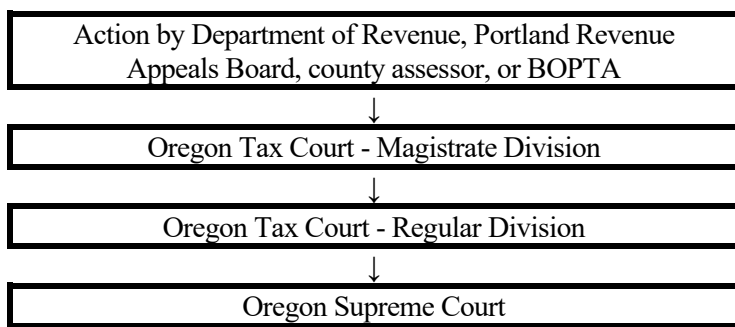 Action by Department of Revenue, Portland Revenue
Appeals Board, county assessor, or BOPTA
↓
Oregon Tax Court - Magistrate Division
↓
Oregon Tax Court - Regular Division
↓
Oregon Supreme Court